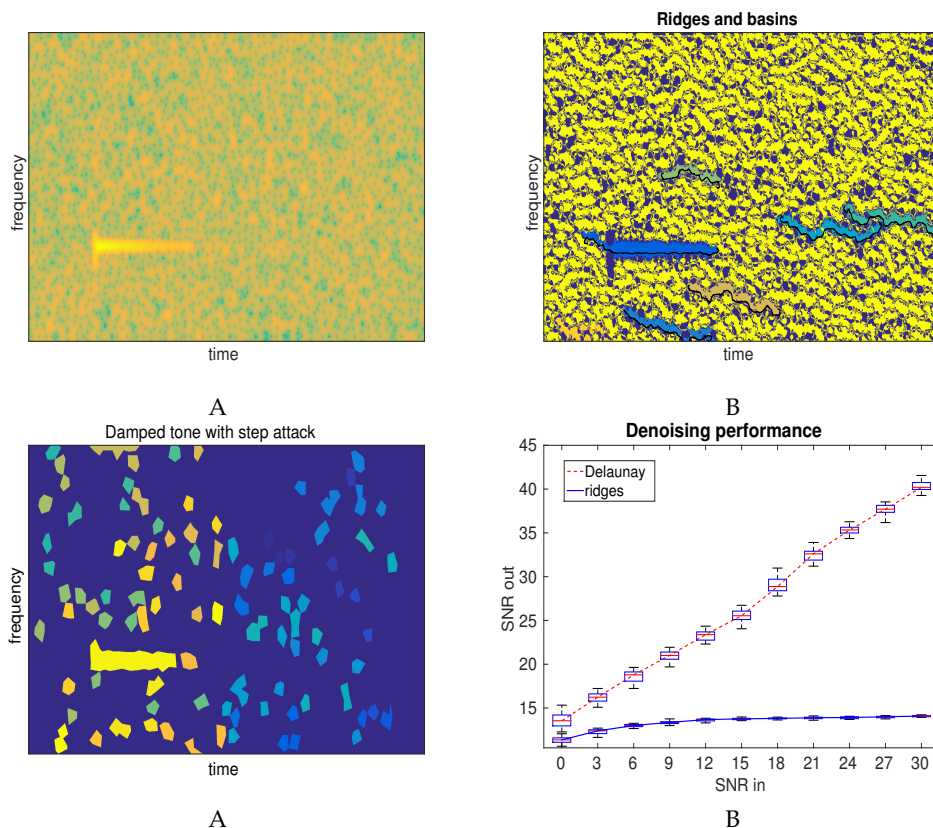 Ridges and basins
frequency
time
frequency
time
A
B
Damped tone with step attack
frequency
time
A
Denoising performance
Delaunay
ridges
SNR out
45
40
35
30
25
20
15
0 3 6 9 12 15 18 21 24 27 30
SNR in
B